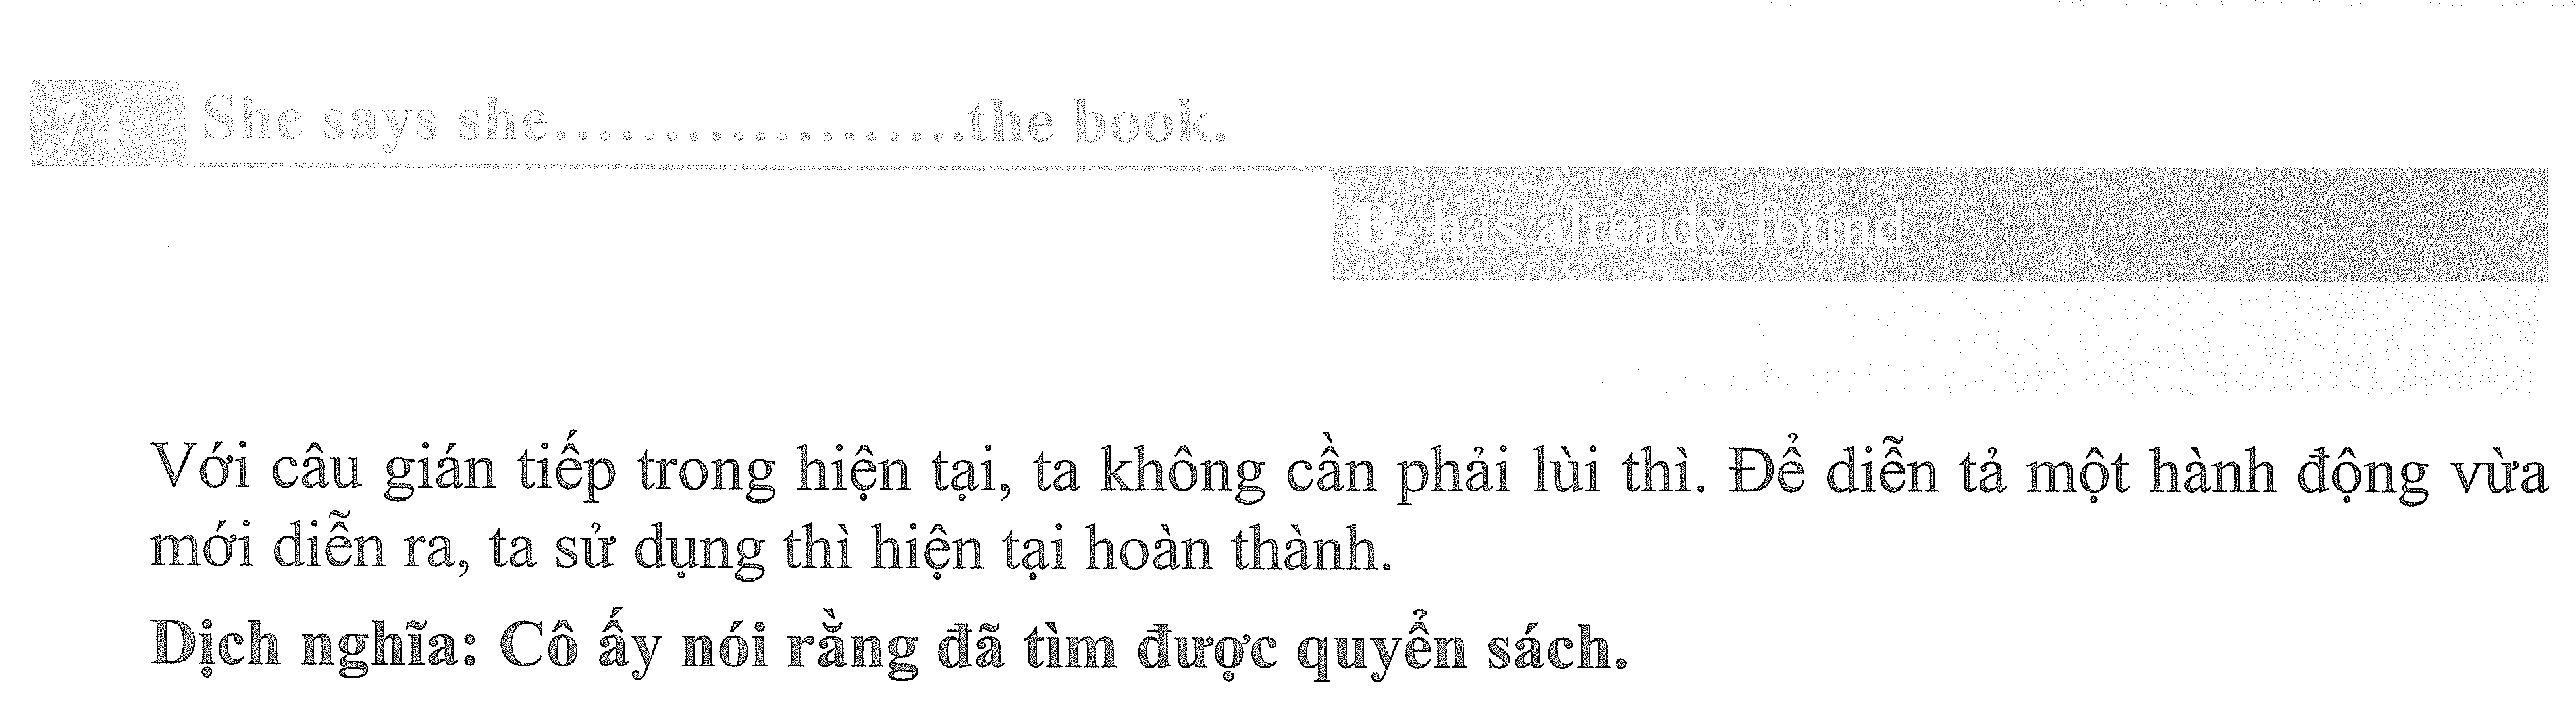 74 She says she...................the book.
B. has already found
Với câu gián tiếp trong hiện tại, ta không cần phải lùi thì. Để diễn tả một hành động vừa
mới diễn ra, ta sử dụng thì hiện tại hoàn thành.
Dịch nghĩa: Cô ấy nói rằng đã tìm được quyển sách.